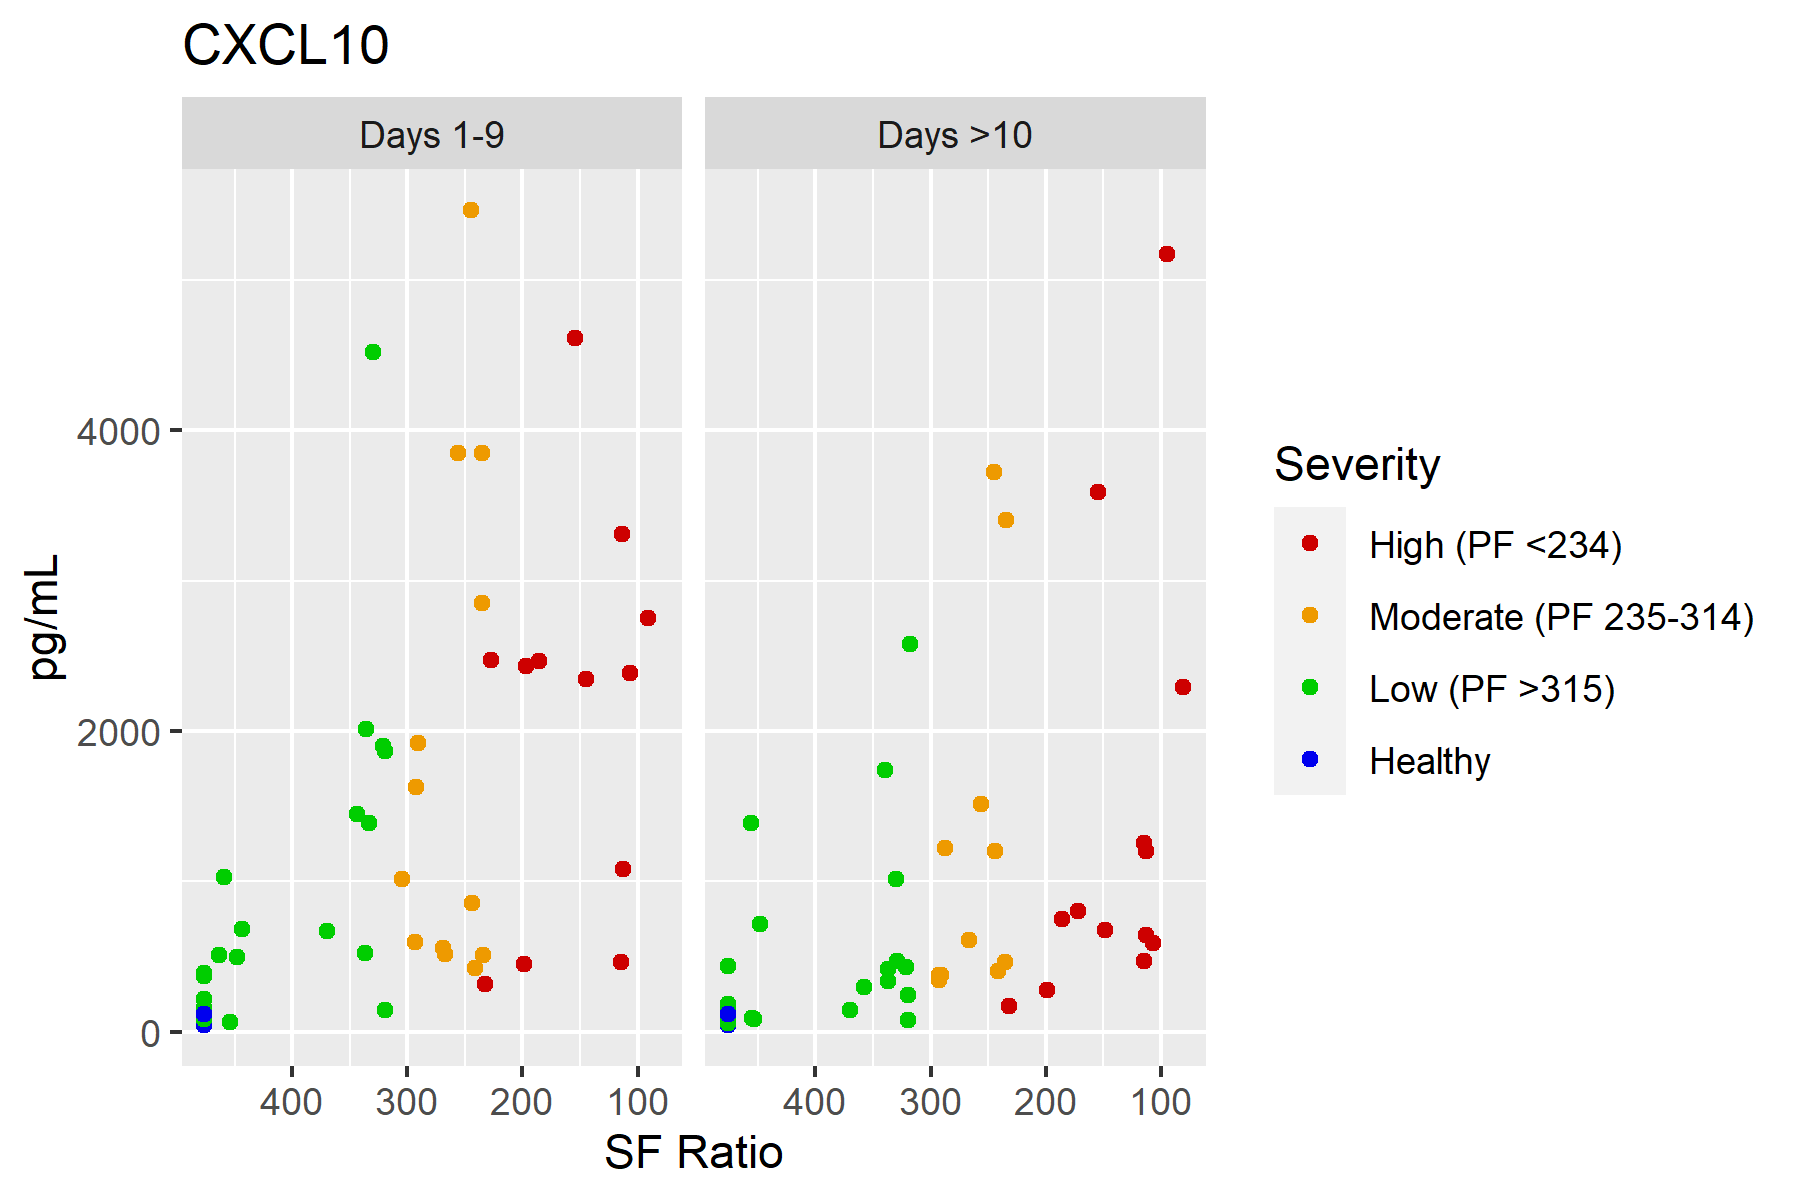 CXCL10
Days 1-9
Days >10
pg/mL
4000
2000
0
400 300 200 100
400 300 200 100
SF Ratio
Severity
High (PF <234)
Moderate (PF 235-314)
Low (PF >315)
Healthy